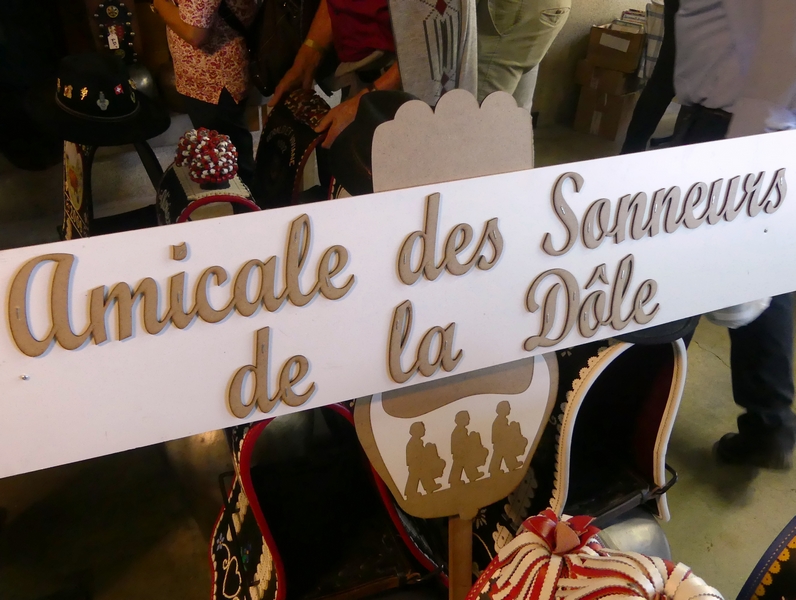 Amicale des Sonneurs
de la Dôle